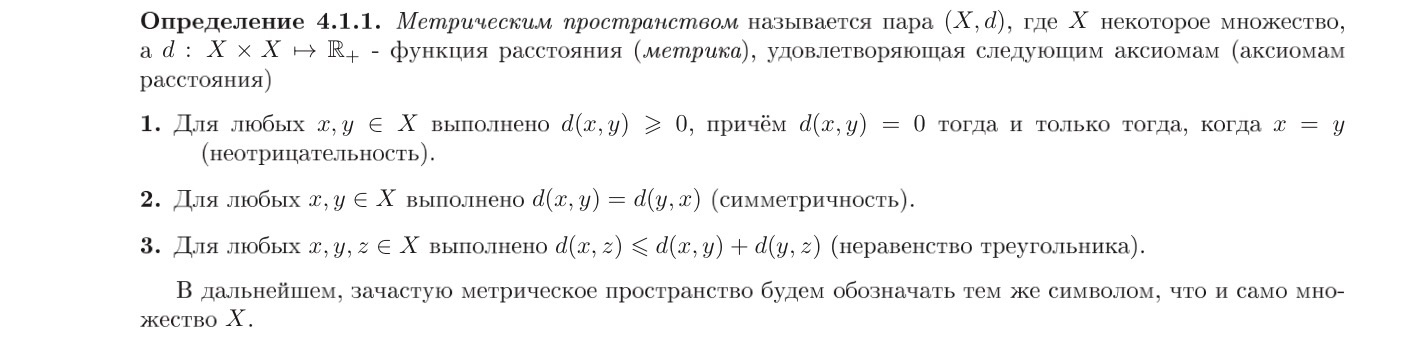 Определение 4.1.1. Метрическим пространством называется пара (X, d), где X некоторое множество,
а d : X × X ↦ ℝ₊ - функция расстояния (метрика), удовлетворяющая следующим аксиомам (аксиомам
расстояния)
1. Для любых x, y ∈ X выполнено d(x, y) ⩾ 0, причём d(x, y) = 0 тогда и только тогда, когда x = y
(неотрицательность).
2. Для любых x, y ∈ X выполнено d(x, y) = d(y, x) (симметричность).
3. Для любых x, y, z ∈ X выполнено d(x, z) ⩽ d(x, y) + d(y, z) (неравенство треугольника).
В дальнейшем, зачастую метрическое пространство будем обозначать тем же символом, что и само мно-
жество X.